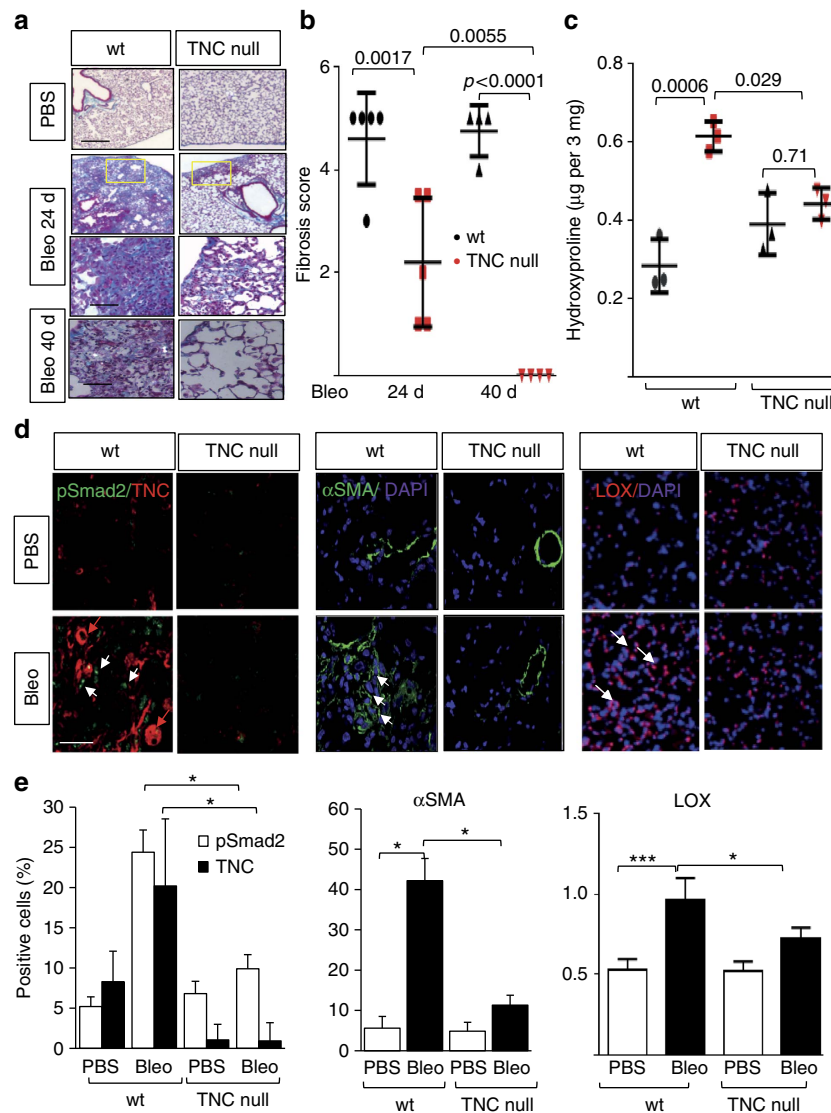 a
wt
TNC null
PBS
Bleo 24 d
Bleo 40 d
b
0.0055
0.0017
p<0.0001
6
4
2
Fibrosis score
wt
TNC null
Bleo
24 d
40 d
c
0.0006
0.029
0.71
0.8
0.6
0.4
0.2
Hydroxyproline (μg per 3 mg)
wt
TNC null
d
wt
TNC null
wt
TNC null
wt
TNC null
pSmad2/TNC
αSMA/ DAPI
LOX/DAPI
PBS
Bleo
e
*
*
30
25
20
15
10
5
0
Positive cells (%)
pSmad2
TNC
PBS
Bleo
PBS
Bleo
wt
TNC null
αSMA
60
50
40
30
20
10
0
*
*
PBS
Bleo
PBS
Bleo
wt
TNC null
LOX
1.5
1.0
0.5
***
*
PBS
Bleo
PBS
Bleo
wt
TNC null